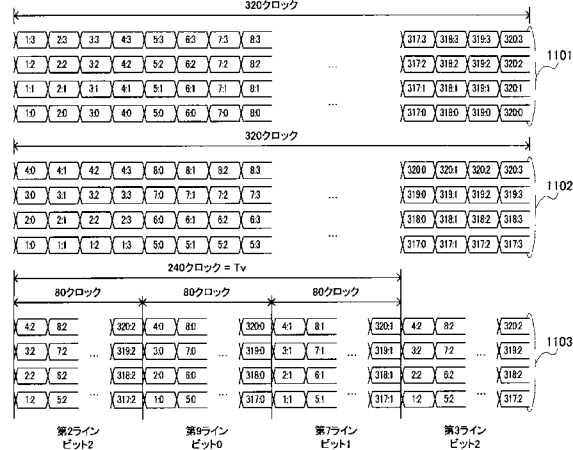 320クロック
1:3 2:3 3:3 4:3 5:3 6:3 7:3 8:3 317:3 318:3 319:3 320:3
1:2 2:2 3:2 4:2 5:2 6:2 7:2 8:2 ... 317:2 318:2 319:2 320:2
1:1 2:1 3:1 4:1 5:1 6:1 7:1 8:1 317:1 318:1 319:1 320:1
1:0 2:0 3:0 4:0 5:0 6:0 7:0 8:0 317:0 318:0 319:0 320:0
1101
320クロック
4:0 4:1 4:2 4:3 8:0 8:1 8:2 8:3 320:0 320:1 320:2 320:3
3:0 3:1 3:2 3:3 7:0 7:1 7:2 7:3 ... 319:0 319:1 319:2 319:3
2:0 2:1 2:2 2:3 6:0 6:1 6:2 6:3 318:0 318:1 318:2 318:3
1:0 1:1 1:2 1:3 5:0 5:1 5:2 5:3 317:0 317:1 317:2 317:3
1102
240クロック = Tv
80クロック 80クロック 80クロック
4:2 8:2 320:2 4:0 8:0 320:0 4:1 8:1 320:1 4:2 8:2 320:2
3:2 7:2 ... 319:2 3:0 7:0 ... 319:0 3:1 7:1 ... 319:1 3:2 7:2 ... 319:2
2:2 6:2 318:2 2:0 6:0 318:0 2:1 6:1 318:1 2:2 6:2 318:2
1:2 5:2 317:2 1:0 5:0 317:0 1:1 5:1 317:1 1:2 5:2 317:2
1103
第2ライン 第9ライン 第7ライン 第3ライン
ビット2 ビット0 ビット1 ビット2